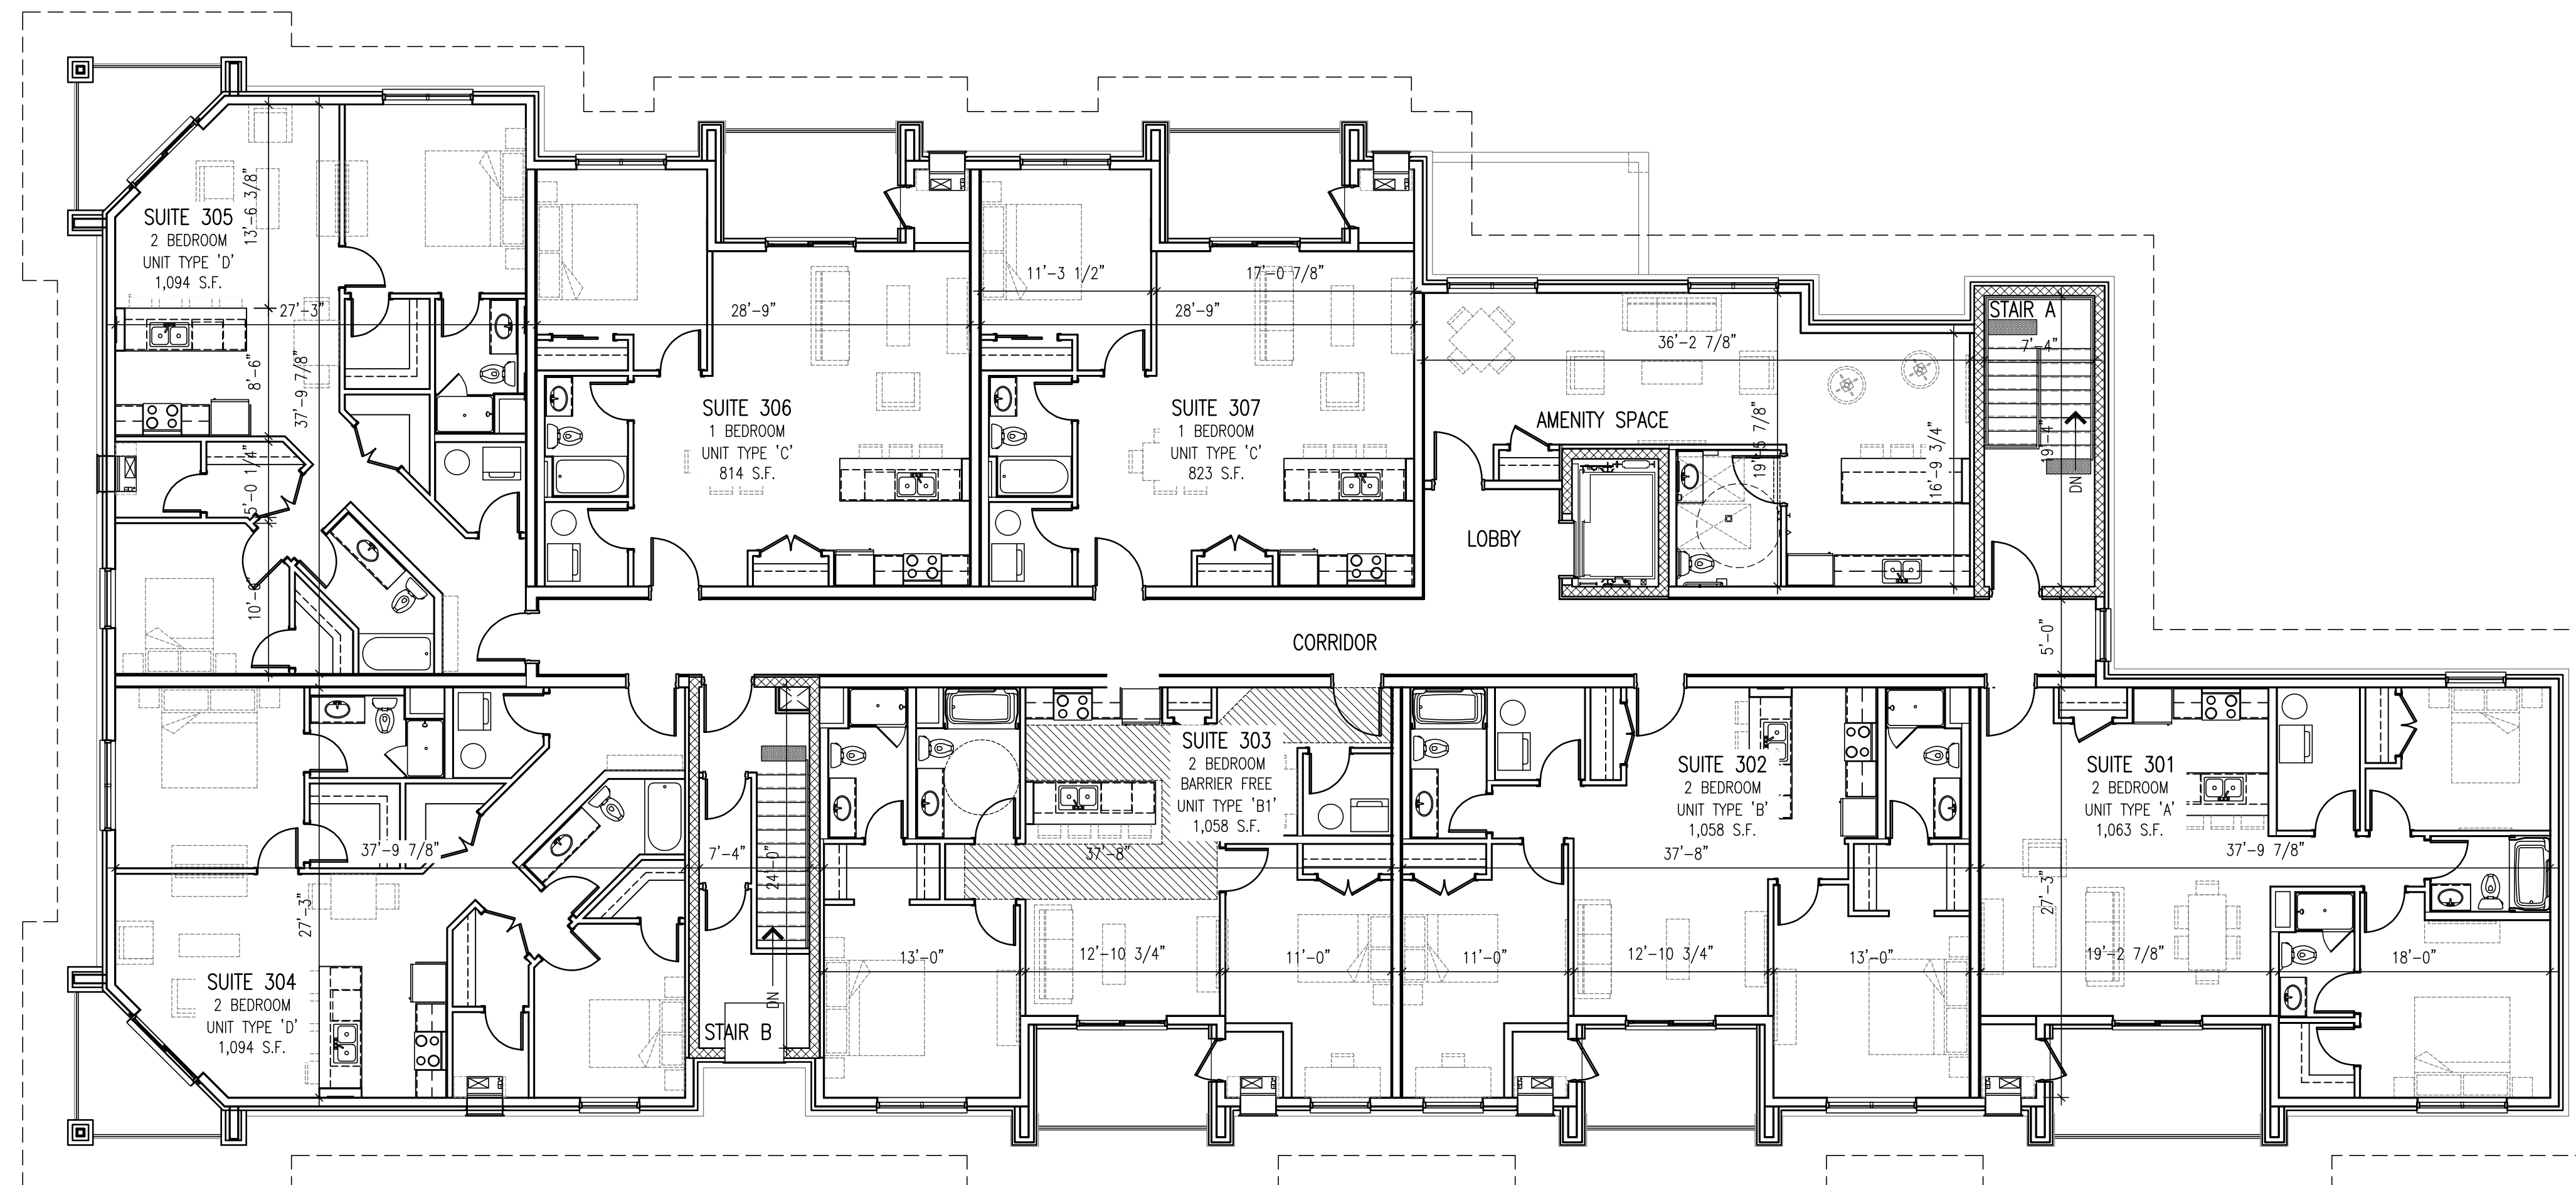 SUITE 305
2 BEDROOM
UNIT TYPE 'D'
1,094 S.F.
13'-6 3/8"
27'-3"
8'-6"
37'-9 7/8"
5'-0 1/4"
10'-0"
28'-9"
SUITE 306
1 BEDROOM
UNIT TYPE 'C'
814 S.F.
11'-3 1/2"
17'-0 7/8"
28'-9"
SUITE 307
1 BEDROOM
UNIT TYPE 'C'
823 S.F.
36'-2 7/8"
AMENITY SPACE
16'-9 3/4"
LOBBY
STAIR A
7'-4"
19'-4"
DN
CORRIDOR
5'-0"
37'-9 7/8"
27'-3"
SUITE 304
2 BEDROOM
UNIT TYPE 'D'
1,094 S.F.
7'-4"
24'-0"
DN
STAIR B
SUITE 303
2 BEDROOM
BARRIER FREE
UNIT TYPE 'B1'
1,058 S.F.
37'-8"
13'-0"
12'-10 3/4"
11'-0"
SUITE 302
2 BEDROOM
UNIT TYPE 'B'
1,058 S.F.
37'-8"
11'-0"
12'-10 3/4"
13'-0"
SUITE 301
2 BEDROOM
UNIT TYPE 'A'
1,063 S.F.
37'-9 7/8"
27'-3"
19'-2 7/8"
18'-0"